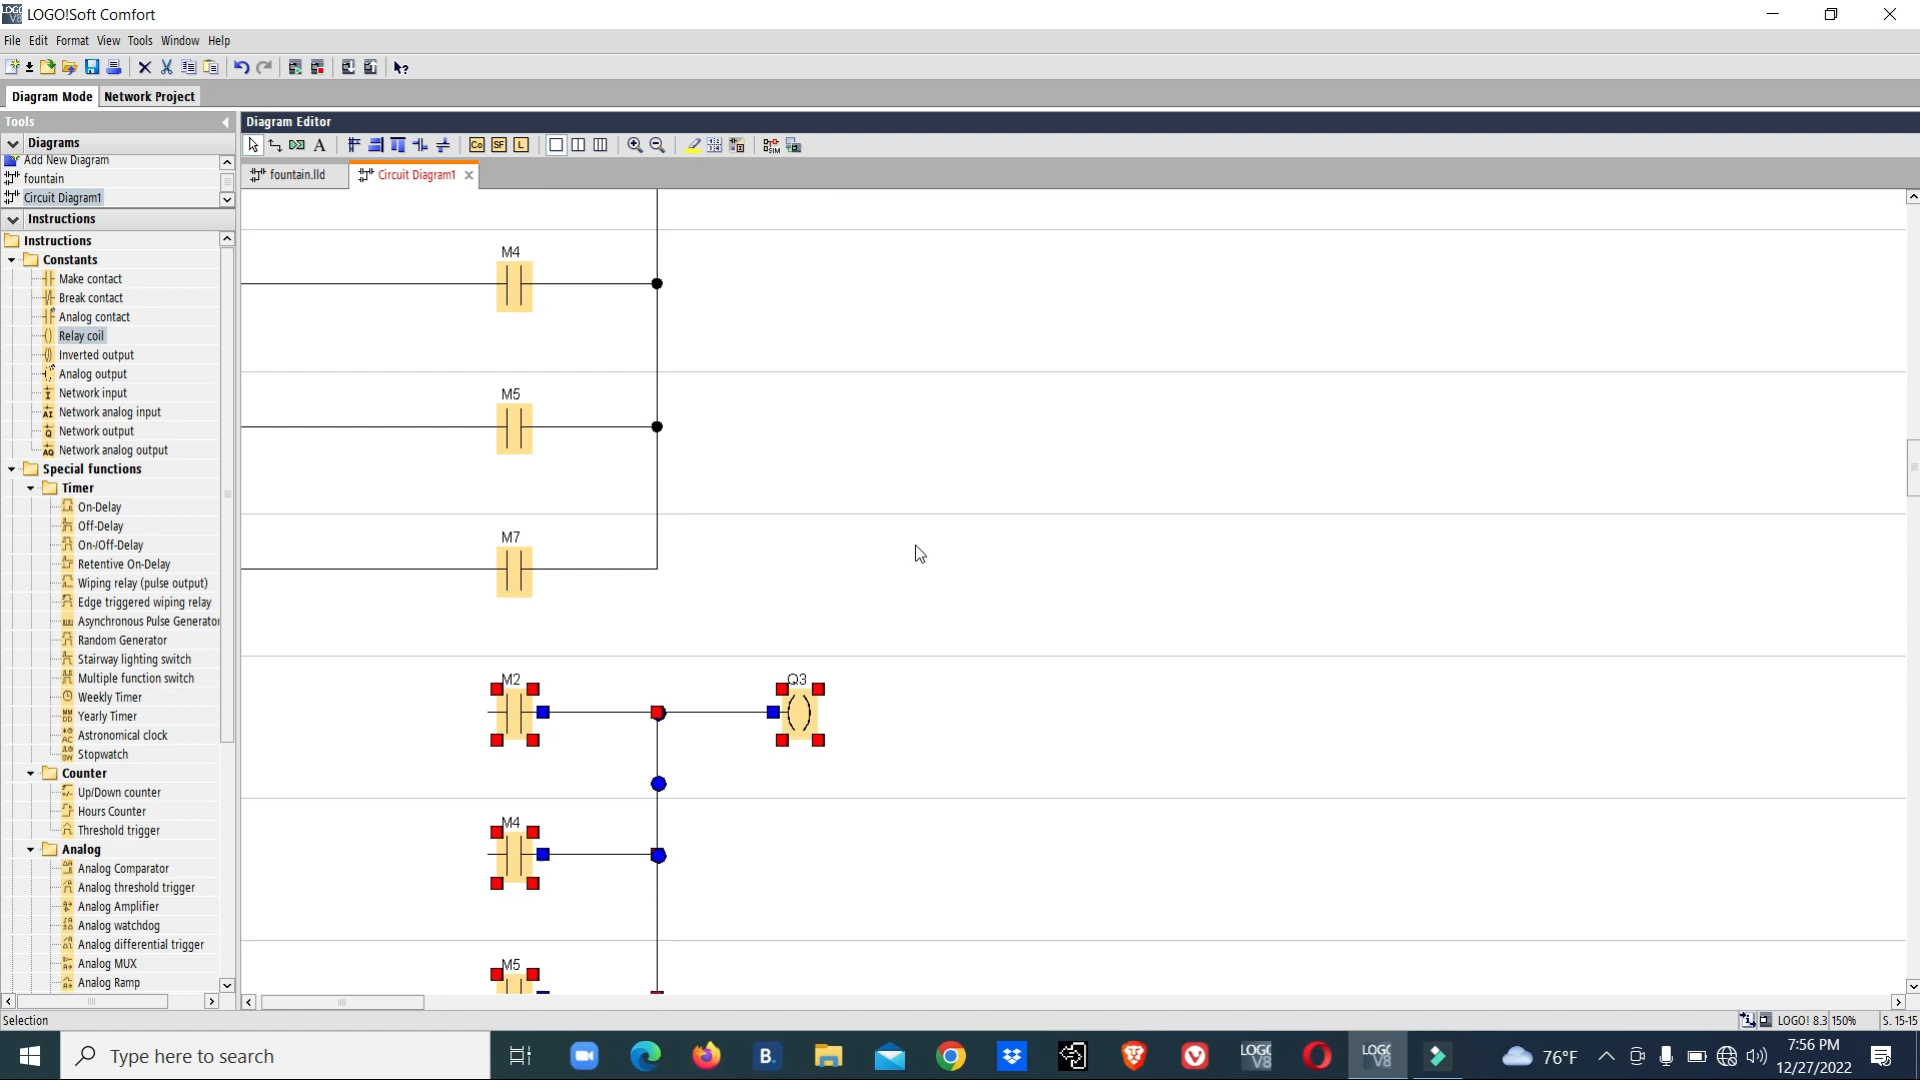 LOGO!Soft Comfort
File Edit Format View Tools Window Help
Diagram Mode Network Project
Tools
Diagram Editor
Diagrams
Add New Diagram
fountain
Circuit Diagram1
Co SF L
fountain.lld
Circuit Diagram1
Instructions
Instructions
Constants
Make contact
Break contact
Analog contact
Relay coil
Inverted output
Analog output
Network input
Network analog input
Network output
Network analog output
Special functions
Timer
On-Delay
Off-Delay
On-/Off-Delay
Retentive On-Delay
Wiping relay (pulse output)
Edge triggered wiping relay
Asynchronous Pulse Generator
Random Generator
Stairway lighting switch
Multiple function switch
Weekly Timer
Yearly Timer
Astronomical clock
Stopwatch
Counter
Up/Down counter
Hours Counter
Threshold trigger
Analog
Analog Comparator
Analog threshold trigger
Analog Amplifier
Analog watchdog
Analog differential trigger
Analog MUX
Analog Ramp
M4
M5
M7
M2
Q3
M4
M5
Selection
LOGO! 8.3 150% S. 15-15
Type here to search
B.
LOGO V8
LOGO V8
76°F
7:56 PM
12/27/2022